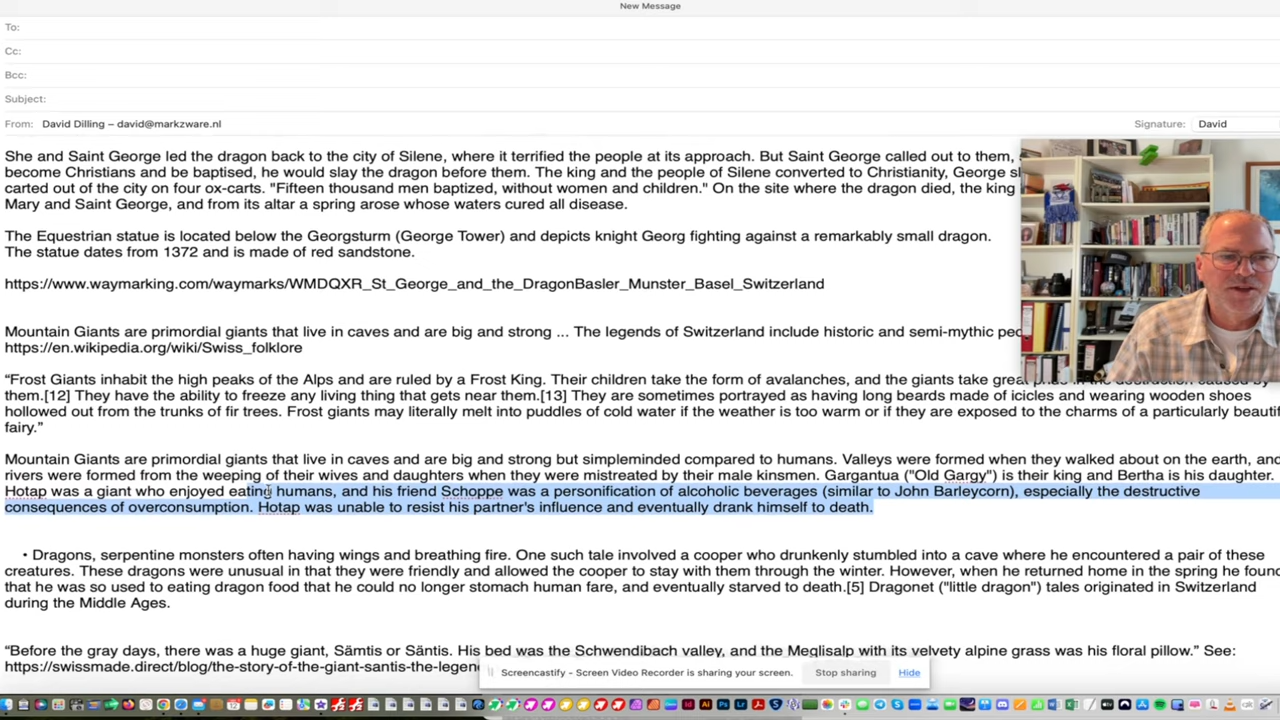 New Message
To:
Cc:
Bcc:
Subject:
From: David Dilling – david@markzware.nl
Signature: David
She and Saint George led the dragon back to the city of Silene, where it terrified the people at its approach. But Saint George called out to them,
become Christians and be baptised, he would slay the dragon before them. The king and the people of Silene converted to Christianity, George sl
carted out of the city on four ox-carts. "Fifteen thousand men baptized, without women and children." On the site where the dragon died, the king
Mary and Saint George, and from its altar a spring arose whose waters cured all disease.
The Equestrian statue is located below the Georgsturm (George Tower) and depicts knight Georg fighting against a remarkably small dragon.
The statue dates from 1372 and is made of red sandstone.
https://www.waymarking.com/waymarks/WMDQXR_St_George_and_the_DragonBasler_Munster_Basel_Switzerland
Mountain Giants are primordial giants that live in caves and are big and strong ... The legends of Switzerland include historic and semi-mythic peo
https://en.wikipedia.org/wiki/Swiss_folklore
“Frost Giants inhabit the high peaks of the Alps and are ruled by a Frost King. Their children take the form of avalanches, and the giants take great pride in the destruction caused by
them.[12] They have the ability to freeze any living thing that gets near them.[13] They are sometimes portrayed as having long beards made of icicles and wearing wooden shoes
hollowed out from the trunks of fir trees. Frost giants may literally melt into puddles of cold water if the weather is too warm or if they are exposed to the charms of a particularly beautif
fairy.”
Mountain Giants are primordial giants that live in caves and are big and strong but simpleminded compared to humans. Valleys were formed when they walked about on the earth, and
rivers were formed from the weeping of their wives and daughters when they were mistreated by their male kinsmen. Gargantua ("Old Gargy") is their king and Bertha is his daughter.
Hotap was a giant who enjoyed eating humans, and his friend Schoppe was a personification of alcoholic beverages (similar to John Barleycorn), especially the destructive
consequences of overconsumption. Hotap was unable to resist his partner's influence and eventually drank himself to death.
• Dragons, serpentine monsters often having wings and breathing fire. One such tale involved a cooper who drunkenly stumbled into a cave where he encountered a pair of these
creatures. These dragons were unusual in that they were friendly and allowed the cooper to stay with them through the winter. However, when he returned home in the spring he found
that he was so used to eating dragon food that he could no longer stomach human fare, and eventually starved to death.[5] Dragonet ("little dragon") tales originated in Switzerland
during the Middle Ages.
“Before the gray days, there was a huge giant, Sämtis or Säntis. His bed was the Schwendibach valley, and the Meglisalp with its velvety alpine grass was his floral pillow.” See:
https://swissmade.direct/blog/the-story-of-the-giant-santis-the-legen
Screencastify - Screen Video Recorder is sharing your screen. Stop sharing Hide